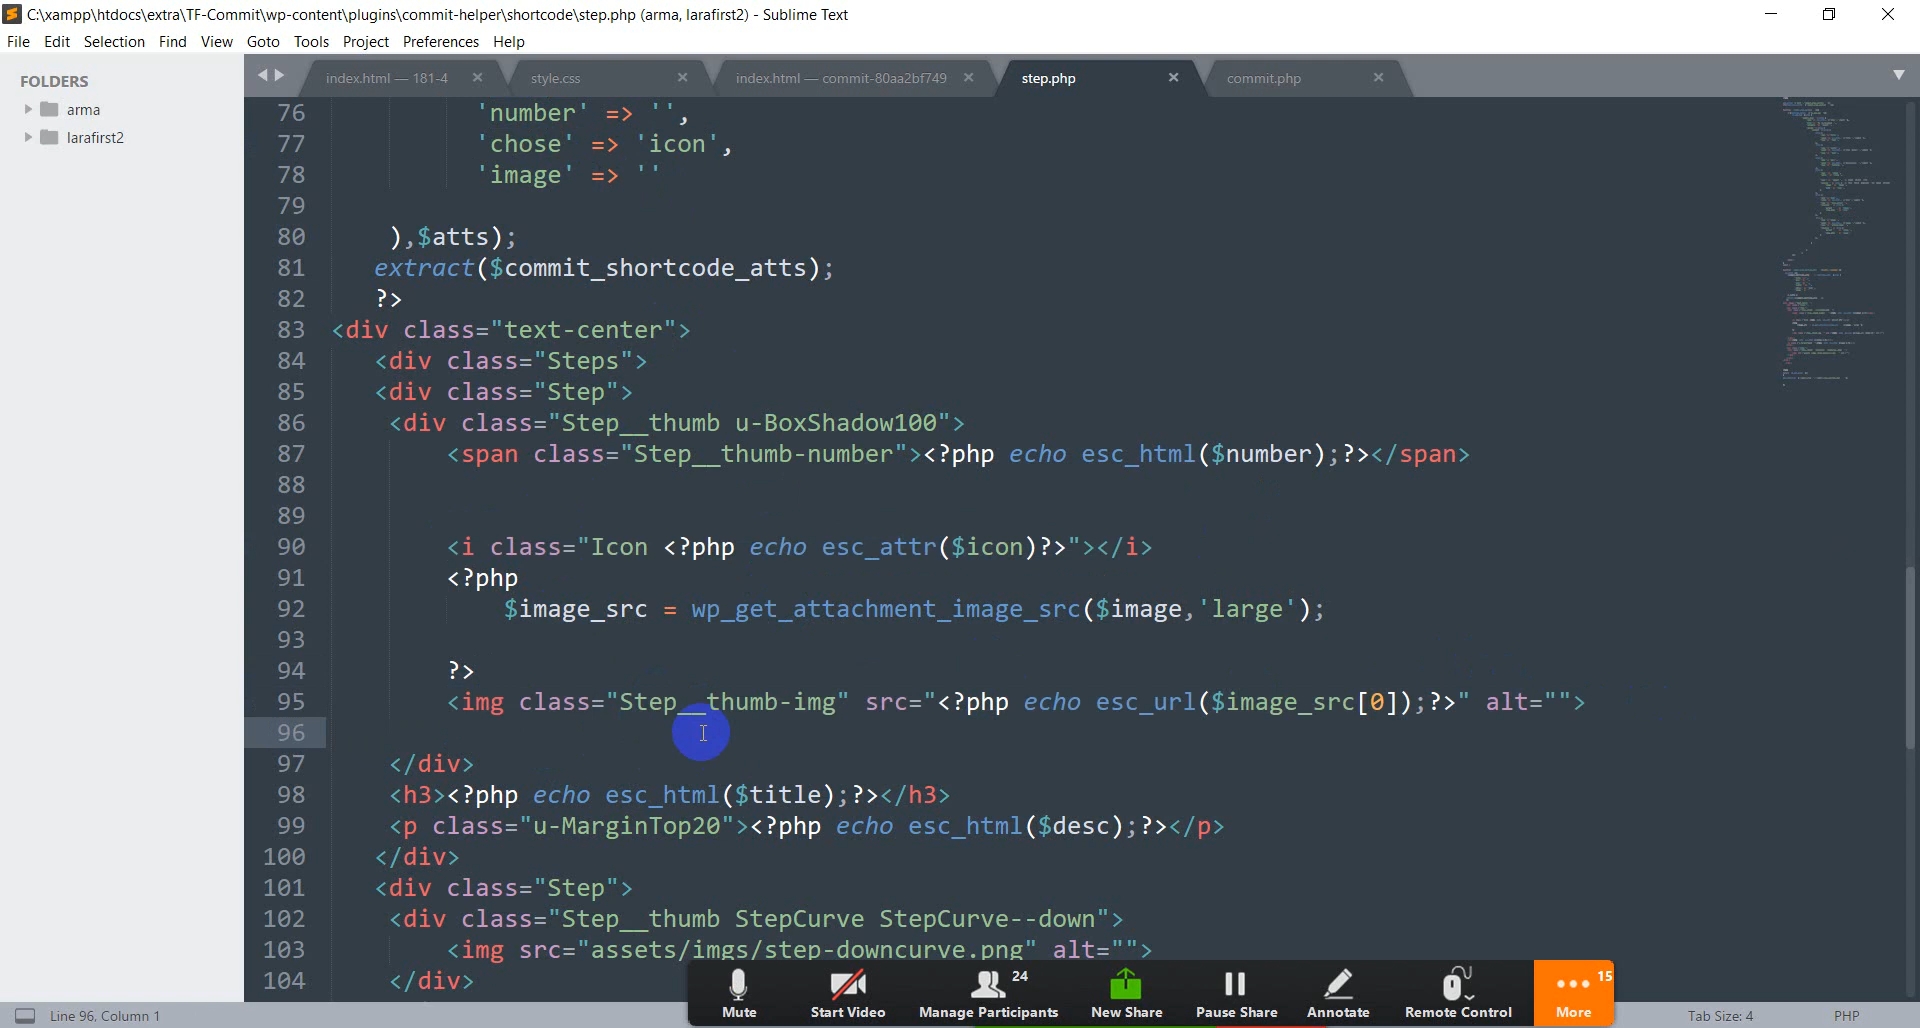 C:\xampp\htdocs\extra\TF-Commit\wp-content\plugins\commit-helper\shortcode\step.php (arma, larafirst2) - Sublime Text
File Edit Selection Find View Goto Tools Project Preferences Help
FOLDERS
arma
larafirst2
index.html — 181-4
style.css
index.html — commit-80aa2bf749
step.php
commit.php
76 'number' => '',
77 'chose' => 'icon',
78 'image' => ''
79
80 ),$atts);
81 extract($commit_shortcode_atts);
82 ?>
83 <div class="text-center">
84 <div class="Steps">
85 <div class="Step">
86 <div class="Step__thumb u-BoxShadow100">
87 <span class="Step__thumb-number"><?php echo esc_html($number);?></span>
88
89
90 <i class="Icon <?php echo esc_attr($icon)?>"></i>
91 <?php
92 $image_src = wp_get_attachment_image_src($image,'large');
93
94 ?>
95 <img class="Step__thumb-img" src="<?php echo esc_url($image_src[0]);?>" alt="">
96
97 </div>
98 <h3><?php echo esc_html($title);?></h3>
99 <p class="u-MarginTop20"><?php echo esc_html($desc);?></p>
100 </div>
101 <div class="Step">
102 <div class="Step__thumb StepCurve StepCurve--down">
103 <img src="assets/imgs/step-downcurve.png" alt="">
104 </div>
24
15
Mute
Start Video
Manage Participants
New Share
Pause Share
Annotate
Remote Control
More
Line 96, Column 1
Tab Size: 4
PHP